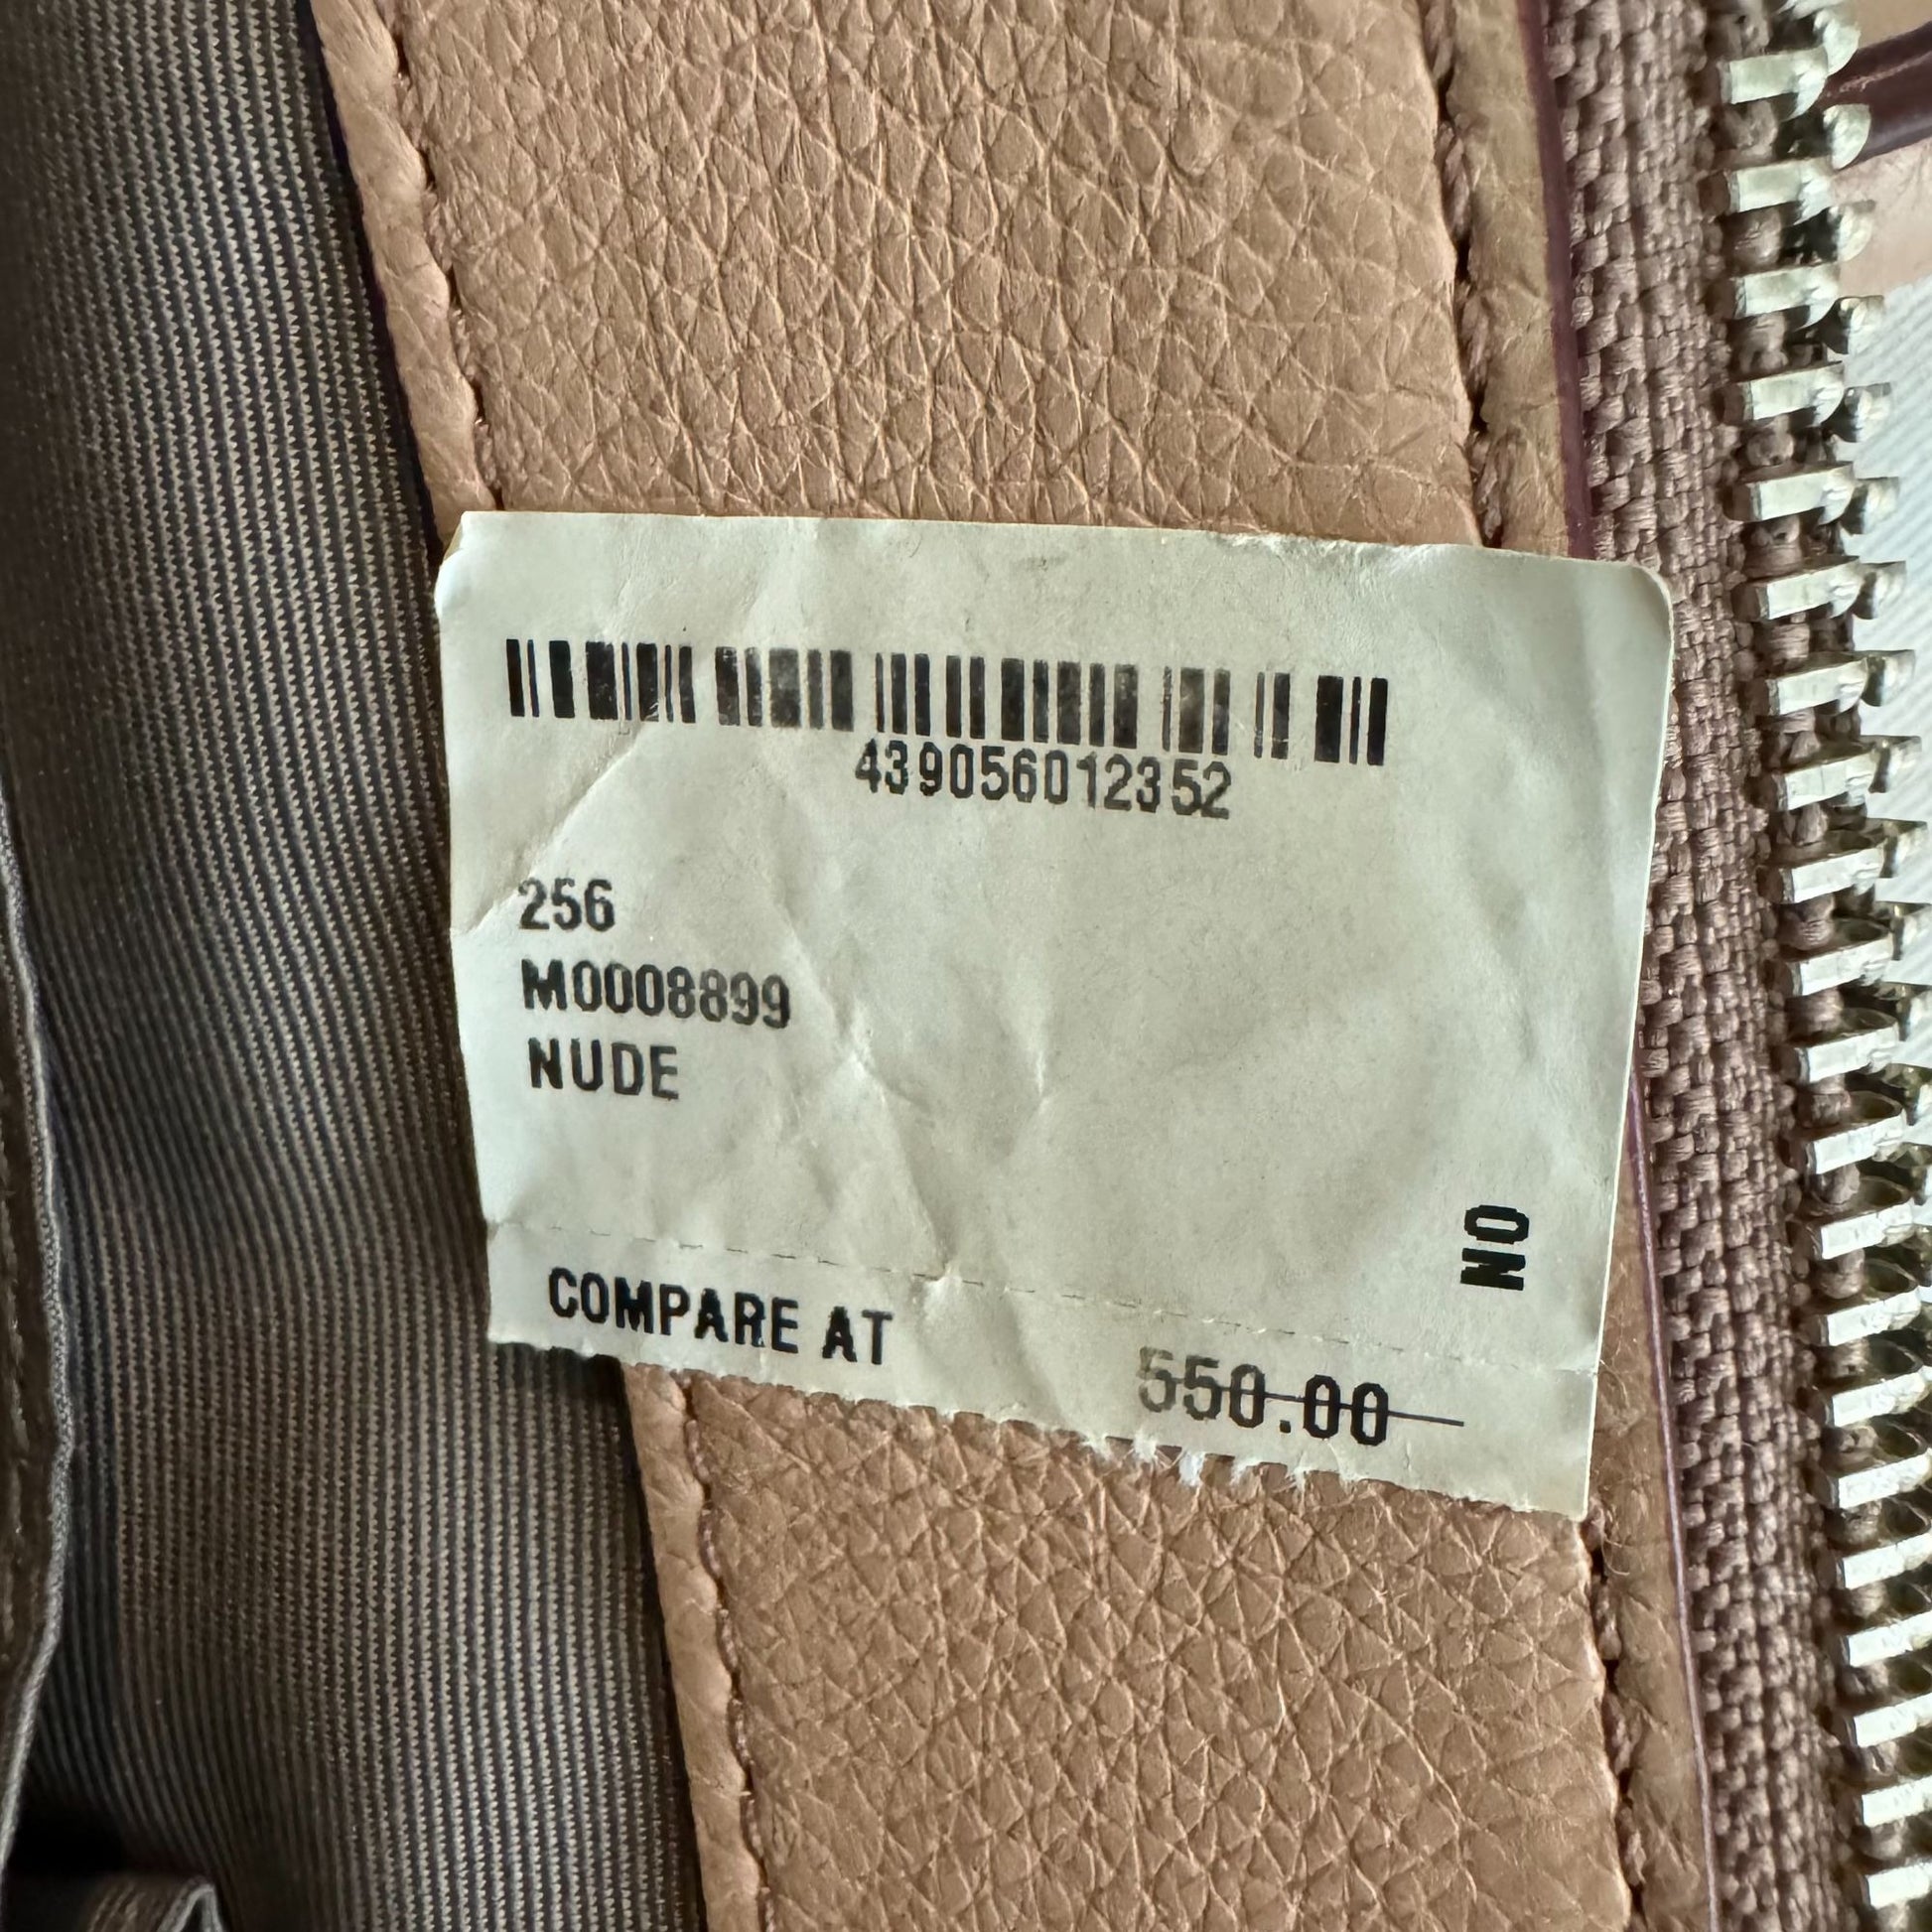 439056012352
256
M0008899
NUDE
NO
COMPARE AT 550.00